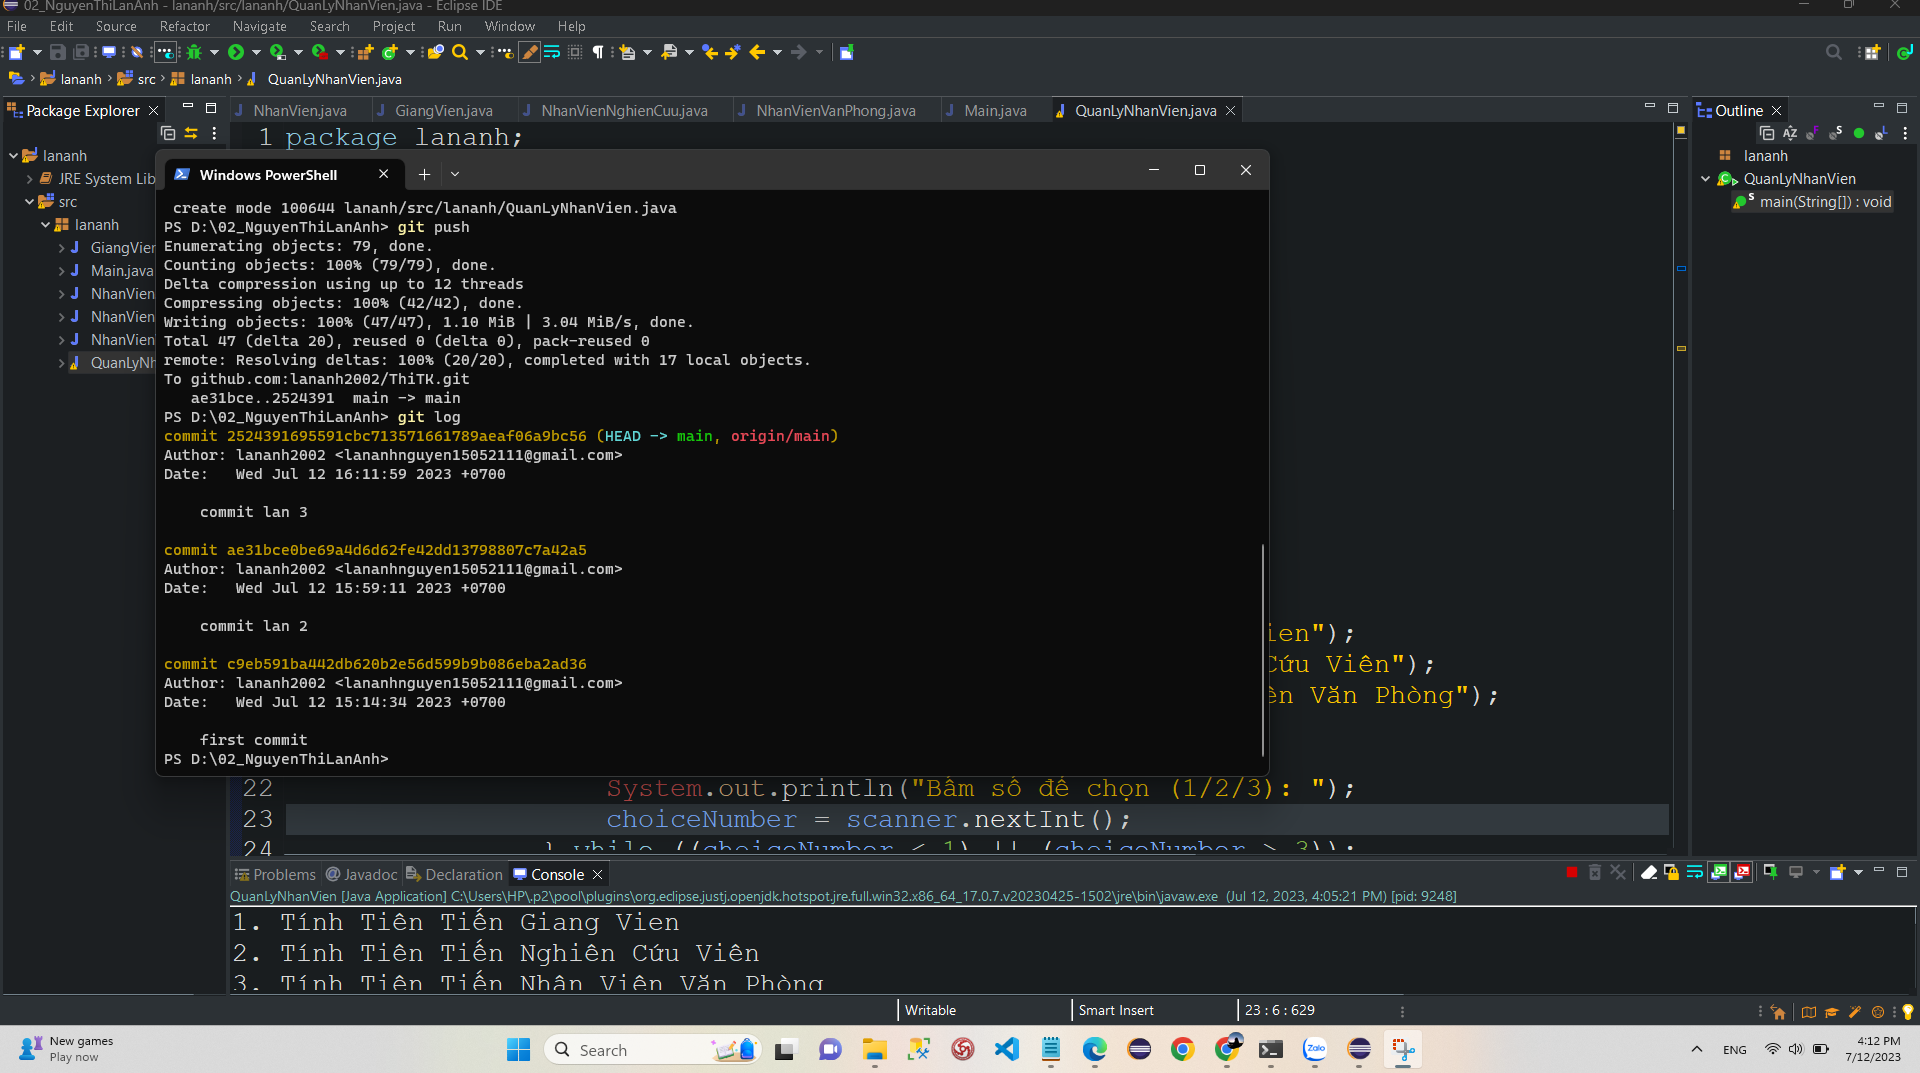 02_NguyenThiLanAnh - lananh/src/lananh/QuanLyNhanVien.java - Eclipse IDE
File Edit Source Refactor Navigate Search Project Run Window Help
lananh src lananh QuanLyNhanVien.java
Package Explorer
NhanVien.java GiangVien.java NhanVienNghienCuu.java NhanVienVanPhong.java Main.java QuanLyNhanVien.java
Outline
1 package lananh;
lananh
JRE System Lib
src
lananh
GiangVien
Main.java
NhanVien
NhanVien
NhanVien
QuanLyNh
lananh
QuanLyNhanVien
main(String[]) : void
Windows PowerShell
create mode 100644 lananh/src/lananh/QuanLyNhanVien.java
PS D:\02_NguyenThiLanAnh> git push
Enumerating objects: 79, done.
Counting objects: 100% (79/79), done.
Delta compression using up to 12 threads
Compressing objects: 100% (42/42), done.
Writing objects: 100% (47/47), 1.10 MiB | 3.04 MiB/s, done.
Total 47 (delta 20), reused 0 (delta 0), pack-reused 0
remote: Resolving deltas: 100% (20/20), completed with 17 local objects.
To github.com:lananh2002/ThiTK.git
ae31bce..2524391 main -> main
PS D:\02_NguyenThiLanAnh> git log
commit 2524391695591cbc713571661789aeaf06a9bc56 (HEAD -> main, origin/main)
Author: lananh2002 <lananhnguyen15052111@gmail.com>
Date: Wed Jul 12 16:11:59 2023 +0700
commit lan 3
commit ae31bce0be69a4d6d62fe42dd13798807c7a42a5
Author: lananh2002 <lananhnguyen15052111@gmail.com>
Date: Wed Jul 12 15:59:11 2023 +0700
commit lan 2
commit c9eb591ba442db620b2e56d599b9b086eba2ad36
Author: lananh2002 <lananhnguyen15052111@gmail.com>
Date: Wed Jul 12 15:14:34 2023 +0700
first commit
PS D:\02_NguyenThiLanAnh>
ien");
Cứu Viên");
ên Văn Phòng");
22 System.out.println("Bấm số để chọn (1/2/3): ");
23 choiceNumber = scanner.nextInt();
24 } while ((choiceNumber < 1) || (choiceNumber > 3));
Problems Javadoc Declaration Console
QuanLyNhanVien [Java Application] C:\Users\HP\.p2\pool\plugins\org.eclipse.justj.openjdk.hotspot.jre.full.win32.x86_64_17.0.7.v20230425-1502\jre\bin\javaw.exe (Jul 12, 2023, 4:05:21 PM) [pid: 9248]
1. Tính Tiên Tiến Giang Vien
2. Tính Tiên Tiến Nghiên Cứu Viên
3. Tính Tiên Tiến Nhân Viên Văn Phòng
Writable Smart Insert 23 : 6 : 629
New games
Play now
Search
Zalo
ENG
4:12 PM
7/12/2023